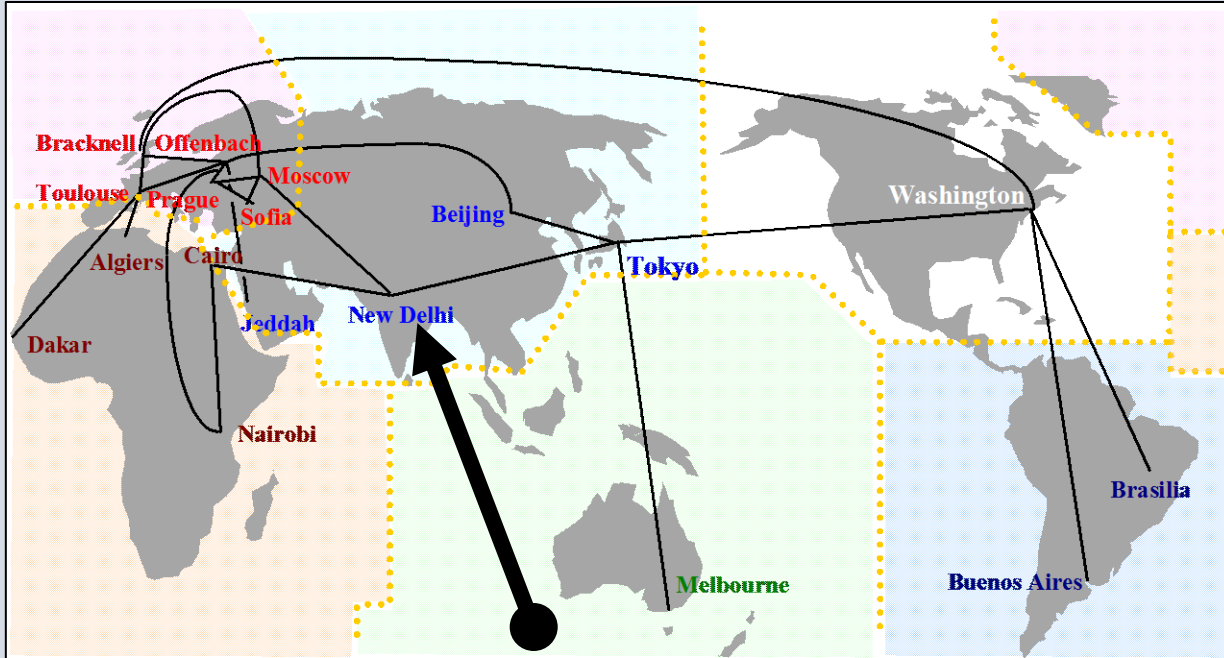 Bracknell Offenbach
Toulouse Prague Moscow
Sofia
Washington
Beijing
Algiers Cairo
Tokyo
Jeddah New Delhi
Dakar
Nairobi
Brasilia
Melbourne Buenos Aires